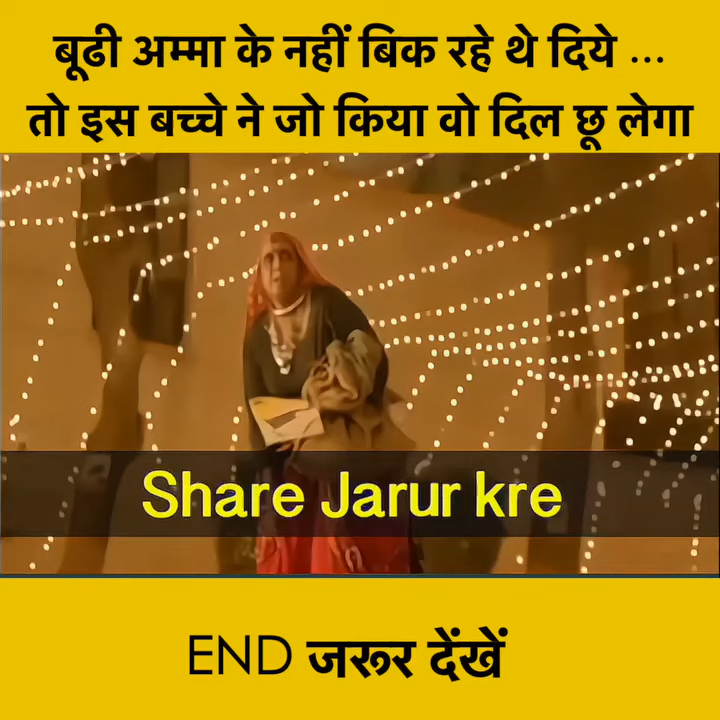 बूढी अम्मा के नहीं बिक रहे थे दिये ...
तो इस बच्चे ने जो किया वो दिल छू लेगा
Share Jarur kre
END जरूर देंखें